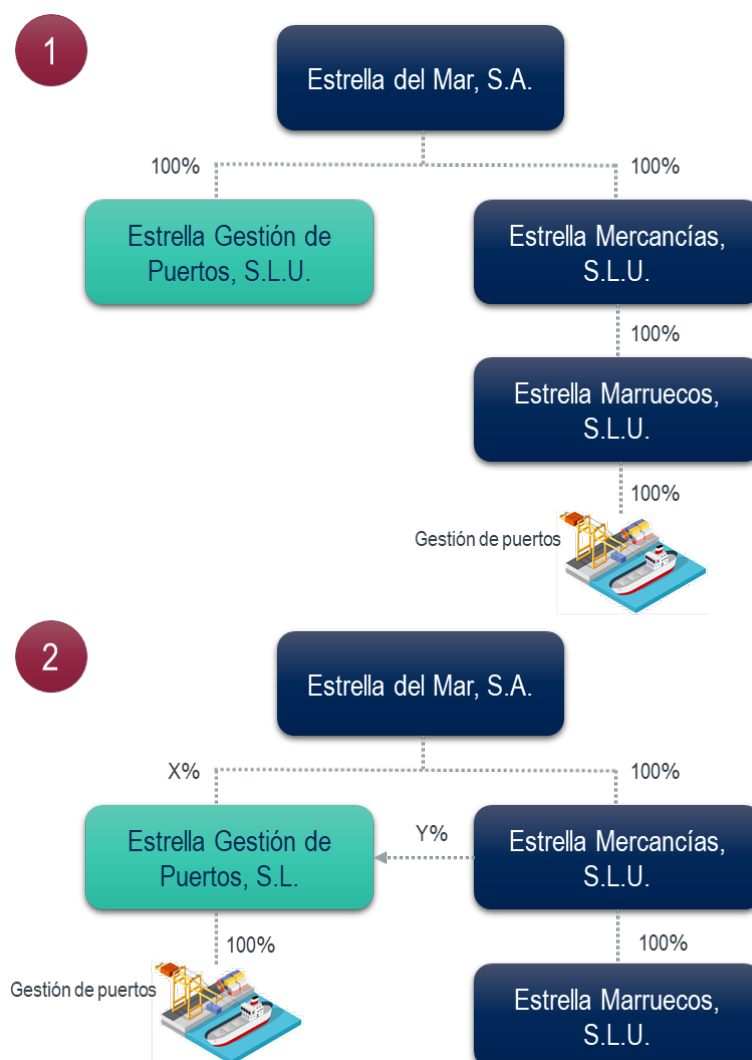 1
Estrella del Mar, S.A.
100%
100%
Estrella Gestión de
Puertos, S.L.U.
Estrella Mercancías,
S.L.U.
100%
Estrella Marruecos,
S.L.U.
100%
Gestión de puertos
2
Estrella del Mar, S.A.
X%
100%
Estrella Gestión de
Puertos, S.L.
Y%
Estrella Mercancías,
S.L.U.
100%
100%
Gestión de puertos
Estrella Marruecos,
S.L.U.